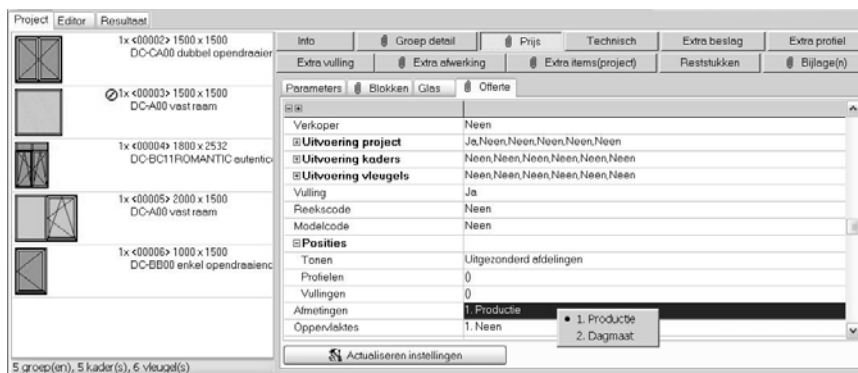 Project Editor Resultaat
1x <00002> 1500 x 1500
DC-CA00 dubbel opendraaier
1x <00003> 1500 x 1500
DC-A00 vast raam
1x <00004> 1800 x 2532
DC-BC11ROMANTIC autentic
1x <00005> 2000 x 1500
DC-A00 vast raam
1x <00006> 1000 x 1500
DC-BB00 enkel opendraaiend
5 groep(en), 5 kader(s), 6 vleugel(s)
Info Groep detail Prijs Technisch Extra beslag Extra profiel
Extra vulling Extra afwerking Extra items(project) Reststukken Bijlage(n)
Parameters Blokken Glas Offerte
Verkoper Neen
Uitvoering project Ja,Neen,Neen,Neen,Neen,Neen
Uitvoering kaders Neen,Neen,Neen,Neen,Neen,Neen
Uitvoering vleugels Neen,Neen,Neen,Neen,Neen,Neen
Vulling Ja
Reekscode Neen
Modelcode Neen
Posities
Tonen Uitgezonderd afdelingen
Profielen ()
Vullingen ()
Afmetingen 1. Productie
Oppervlaktes 1. Neen
1. Productie
2. Dagmaat
Actualiseren instellingen